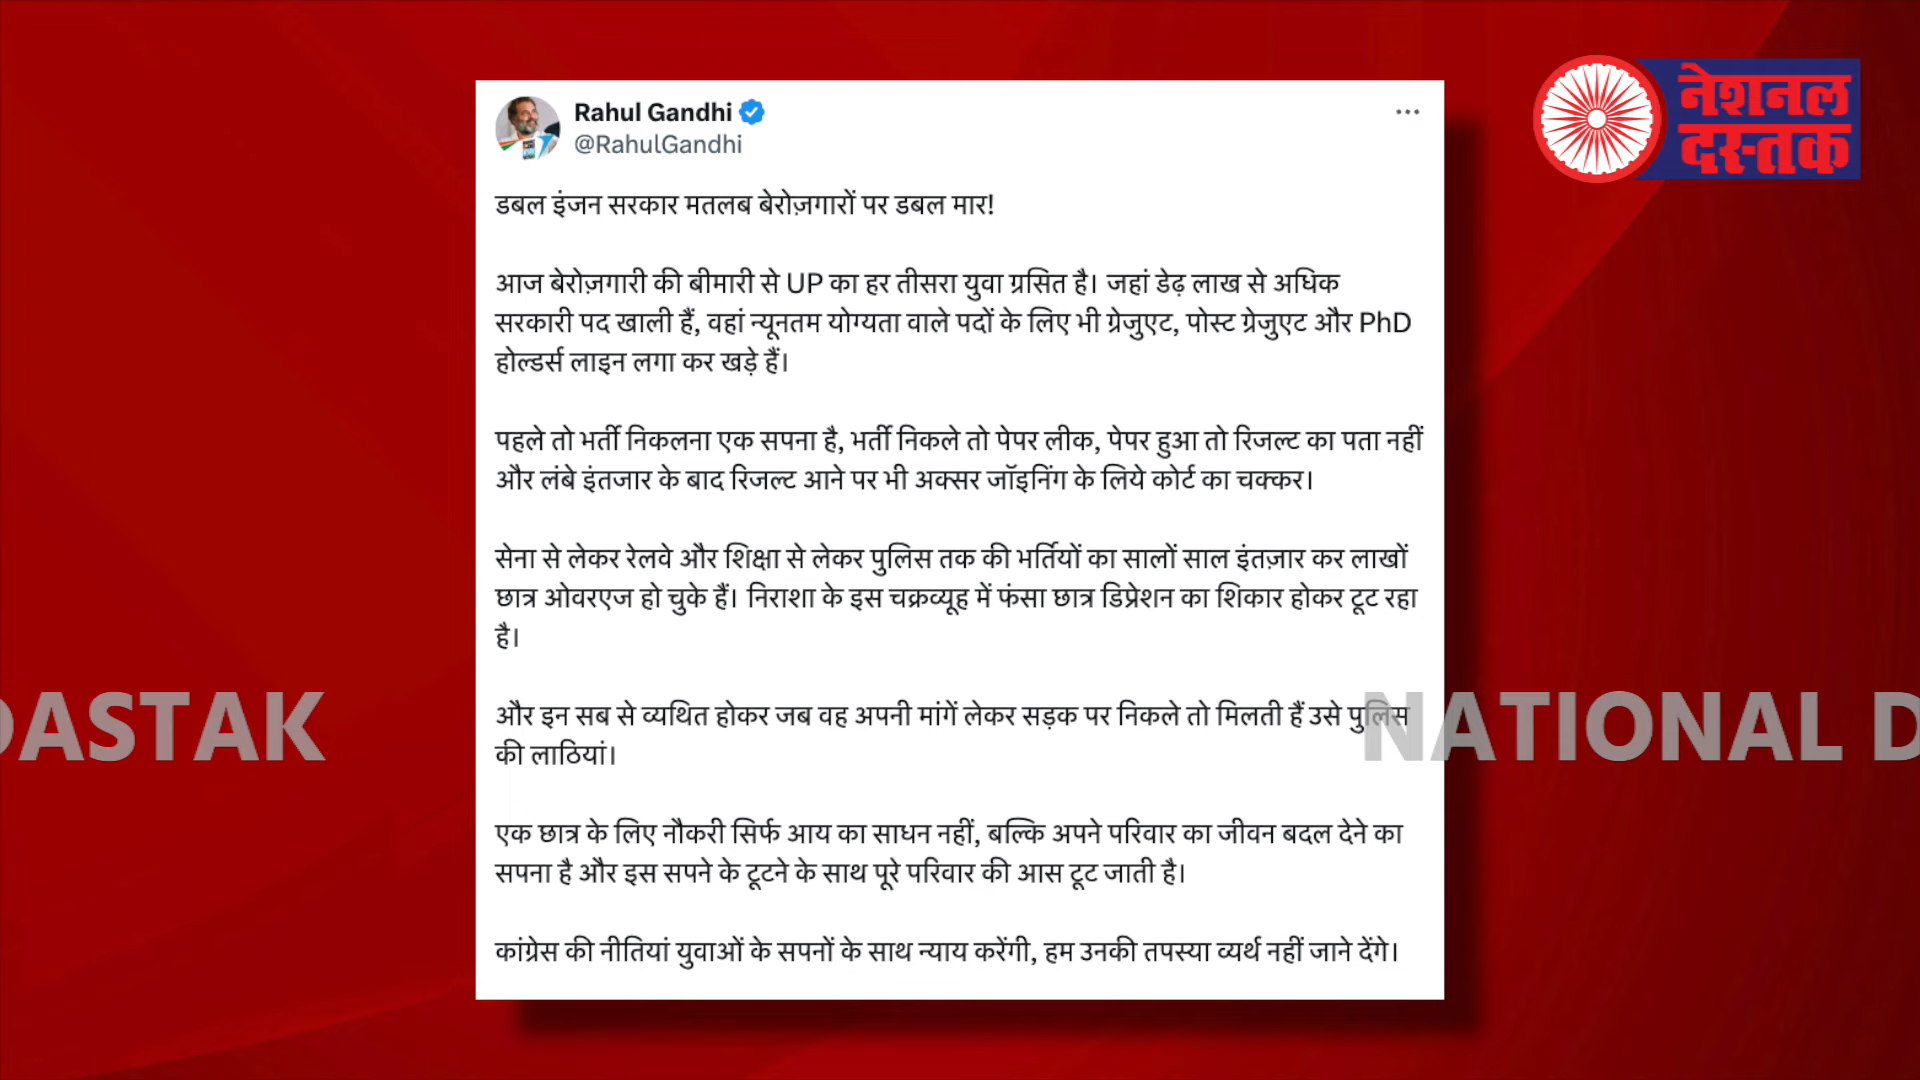 Rahul Gandhi
@RahulGandhi
नेशनल
दस्तक
डबल इंजन सरकार मतलब बेरोज़गारों पर डबल मार!
आज बेरोज़गारी की बीमारी से UP का हर तीसरा युवा ग्रसित है। जहां डेढ़ लाख से अधिक
सरकारी पद खाली हैं, वहां न्यूनतम योग्यता वाले पदों के लिए भी ग्रेजुएट, पोस्ट ग्रेजुएट और PhD
होल्डर्स लाइन लगा कर खड़े हैं।
पहले तो भर्ती निकलना एक सपना है, भर्ती निकले तो पेपर लीक, पेपर हुआ तो रिजल्ट का पता नहीं
और लंबे इंतजार के बाद रिजल्ट आने पर भी अक्सर जॉइनिंग के लिये कोर्ट का चक्कर।
सेना से लेकर रेलवे और शिक्षा से लेकर पुलिस तक की भर्तियों का सालों साल इंतज़ार कर लाखों
छात्र ओवरएज हो चुके हैं। निराशा के इस चक्रव्यूह में फंसा छात्र डिप्रेशन का शिकार होकर टूट रहा
है।
और इन सब से व्यथित होकर जब वह अपनी मांगें लेकर सड़क पर निकले तो मिलती हैं उसे पुलिस
की लाठियां।
DASTAK
NATIONAL D
एक छात्र के लिए नौकरी सिर्फ आय का साधन नहीं, बल्कि अपने परिवार का जीवन बदल देने का
सपना है और इस सपने के टूटने के साथ पूरे परिवार की आस टूट जाती है।
कांग्रेस की नीतियां युवाओं के सपनों के साथ न्याय करेंगी, हम उनकी तपस्या व्यर्थ नहीं जाने देंगे।